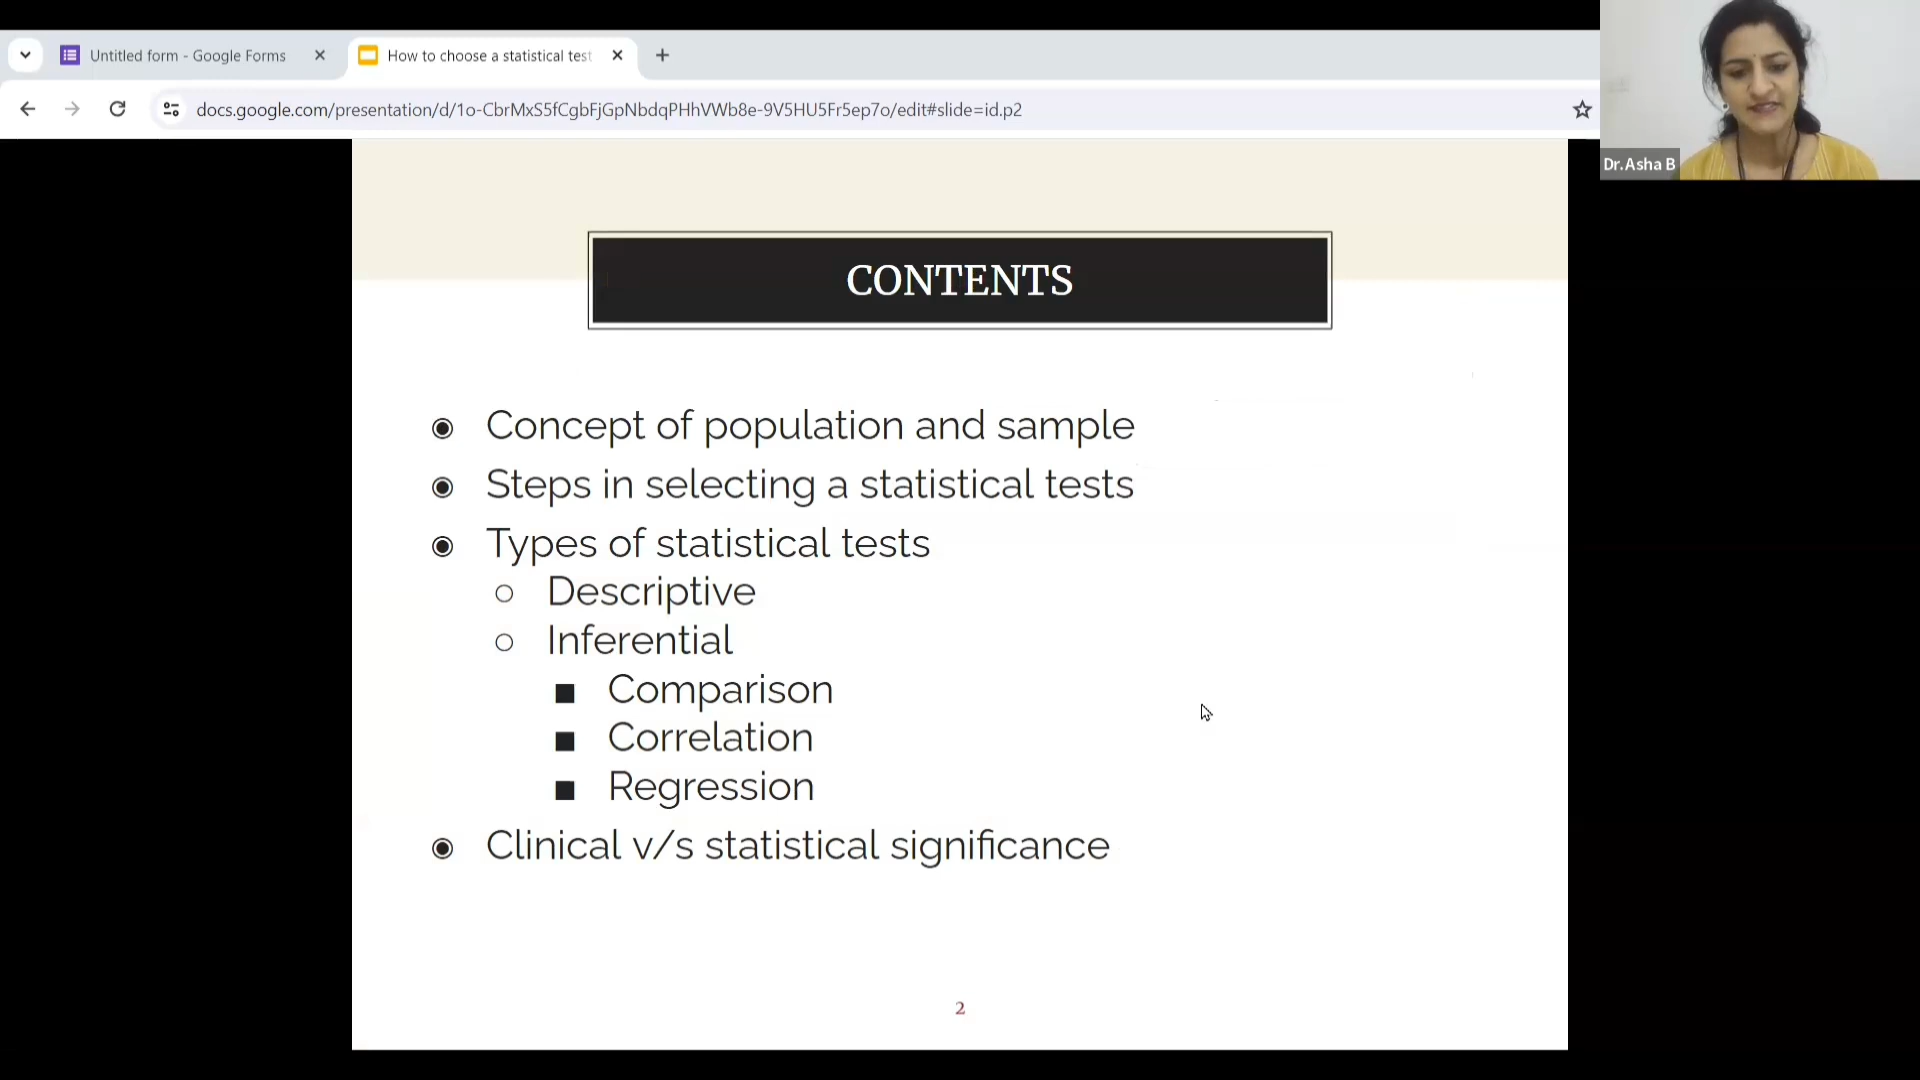 Untitled form - Google Forms
How to choose a statistical test
docs.google.com/presentation/d/1o-CbrMxS5fCgbFjGpNbdqPHhVWb8e-9V5HU5Fr5ep7o/edit#slide=id.p2
Dr.Asha B
CONTENTS
Concept of population and sample
Steps in selecting a statistical tests
Types of statistical tests
Descriptive
Inferential
Comparison
Correlation
Regression
Clinical v/s statistical significance
2